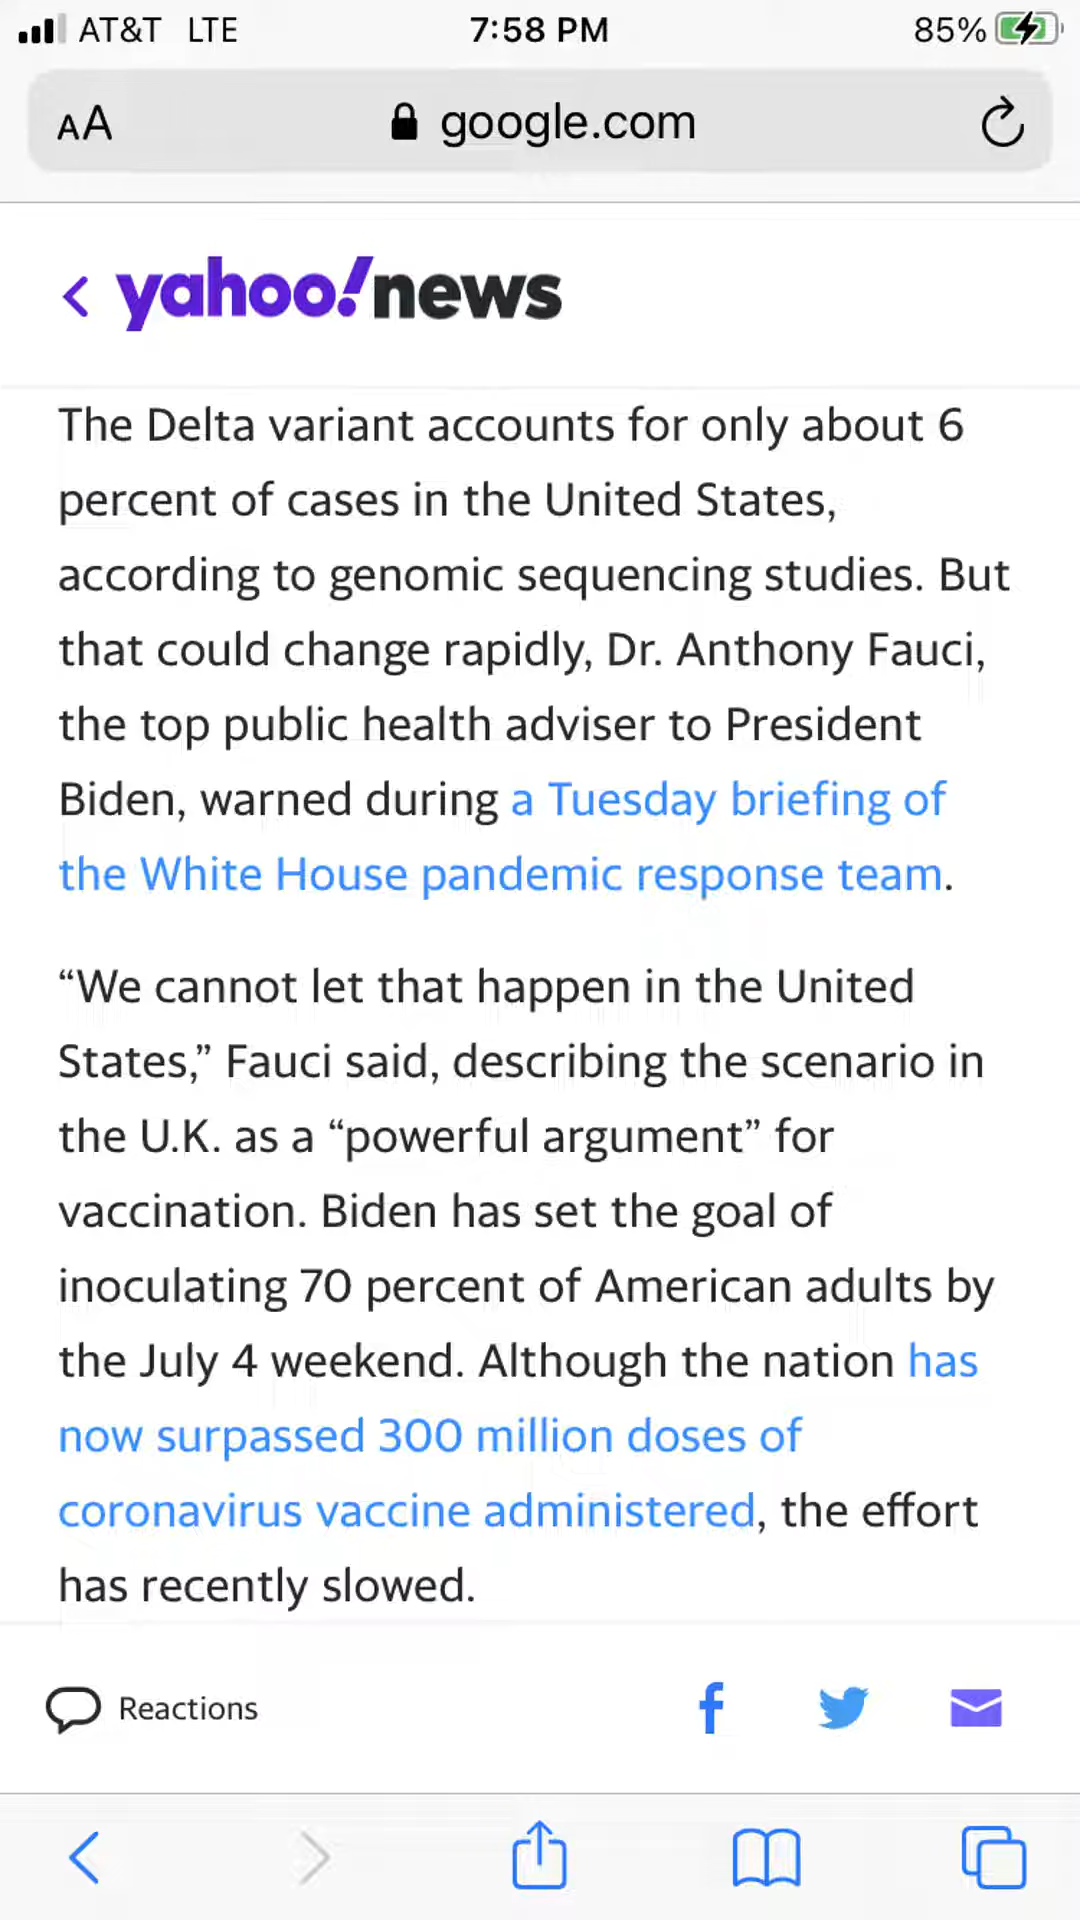 AT&T LTE 7:58 PM 85%
AA google.com
yahoo!news
The Delta variant accounts for only about 6
percent of cases in the United States,
according to genomic sequencing studies. But
that could change rapidly, Dr. Anthony Fauci,
the top public health adviser to President
Biden, warned during a Tuesday briefing of
the White House pandemic response team.
“We cannot let that happen in the United
States,” Fauci said, describing the scenario in
the U.K. as a “powerful argument” for
vaccination. Biden has set the goal of
inoculating 70 percent of American adults by
the July 4 weekend. Although the nation has
now surpassed 300 million doses of
coronavirus vaccine administered, the effort
has recently slowed.
Reactions